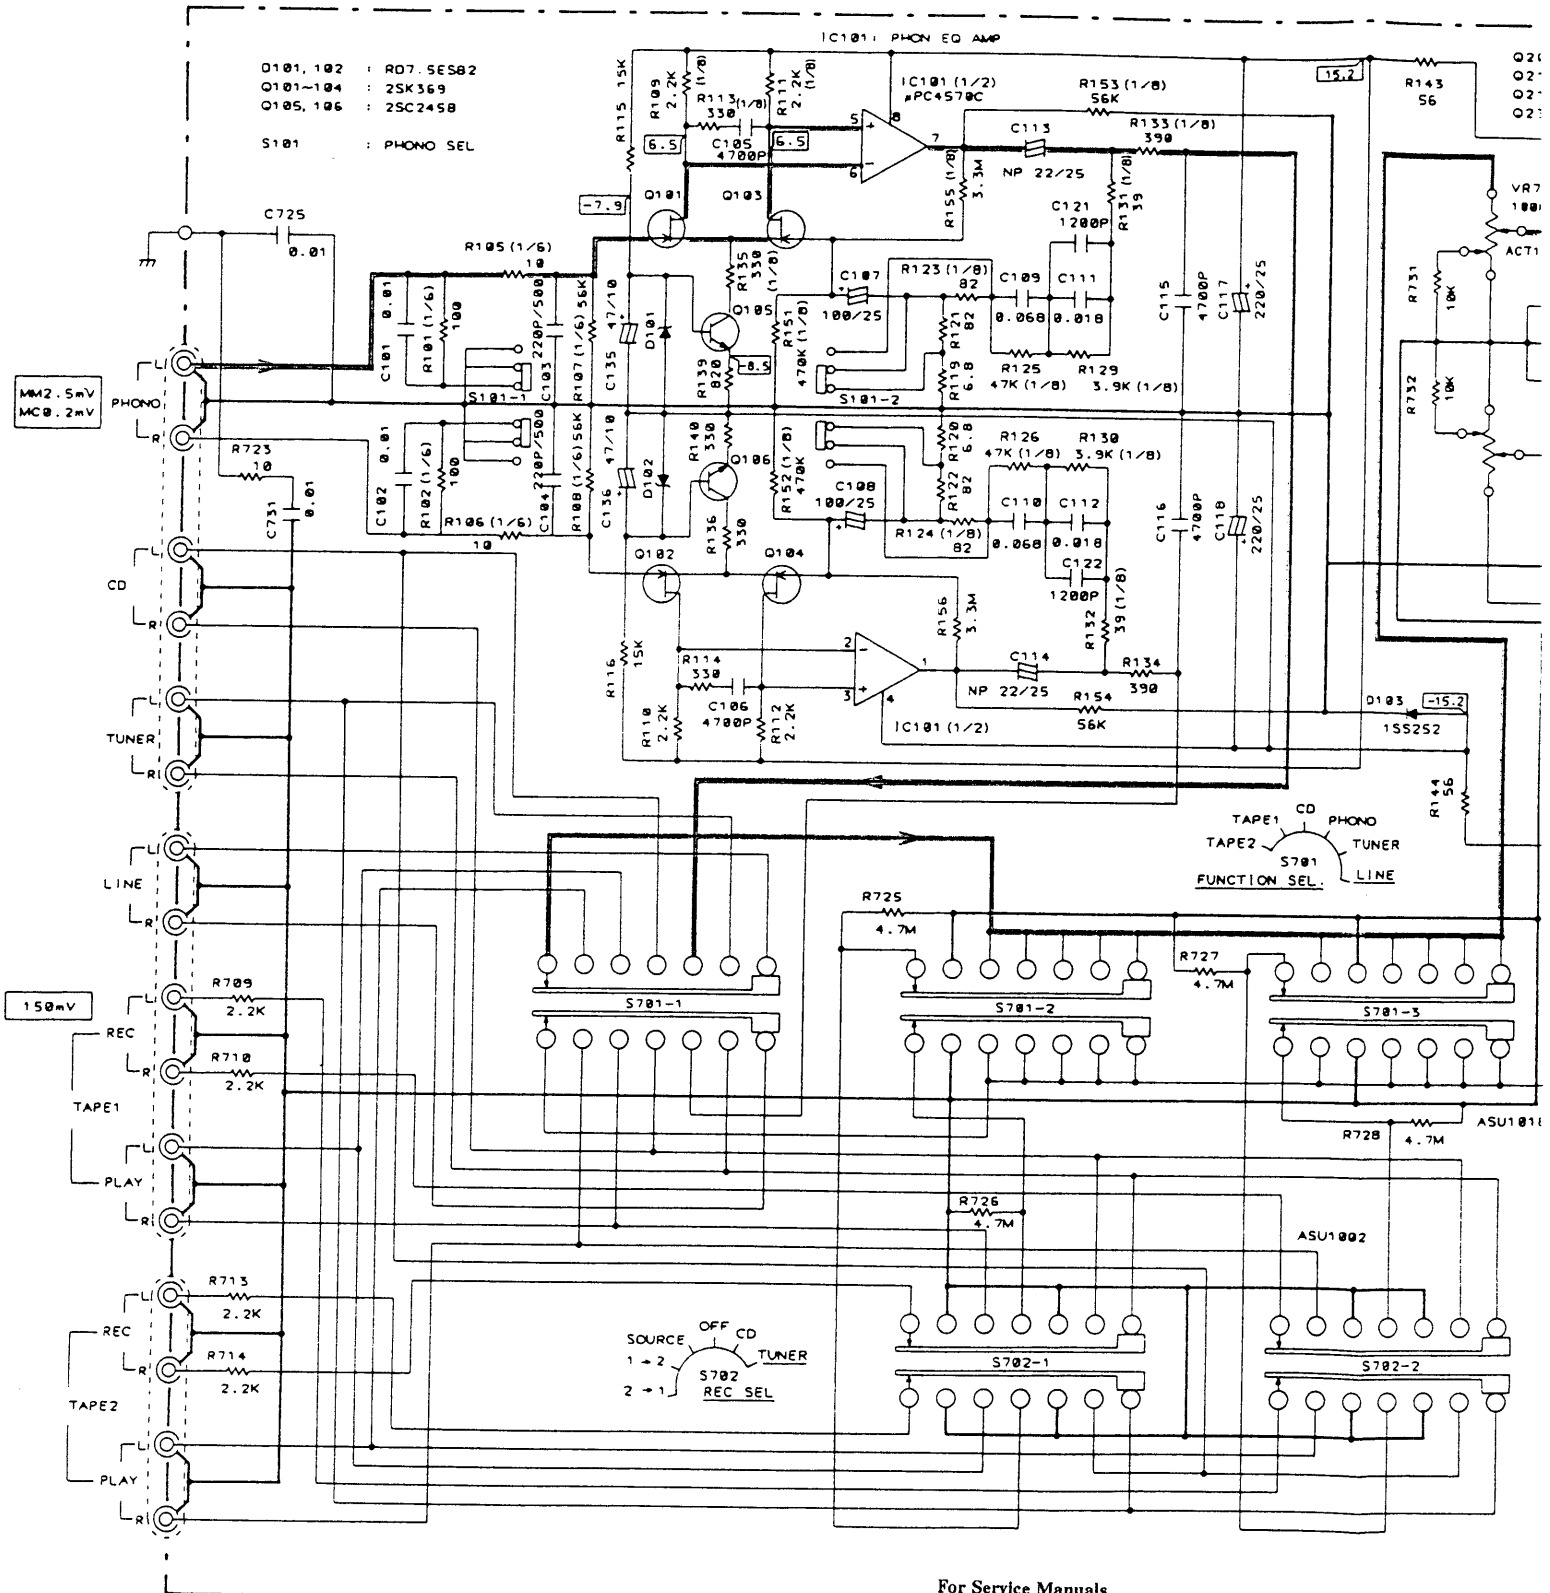 IC101: PHON EQ AMP
D101, 102 : RD7.5ESB2
Q101~104 : 2SK369
Q105, 106 : 2SC2458
S101 : PHONO SEL
R115 15K
R109
2.2K
(1/8)
R113
(1/8)
330
C105
4700P
R111
2.2K
(1/8)
6.5
6.5
IC101 (1/2)
μPC4570C
5
+
-
6
8
7
R153 (1/8)
56K
15.2
R143
56
C113
NP 22/25
R133 (1/8)
390
R155 (1/8)
3.3M
C121
1200P
R131 (1/8)
39
-7.9
Q101
Q103
C725
0.01
R105 (1/6)
10
R135
330
(1/8)
C107
100/25
R123 (1/8)
82
C109
0.068
C111
0.018
C115
4700P
C117
220/25
VR7
ACT1
R731
10K
R732
10K
C101
0.01
R101 (1/6)
100
C103
220P/500
R107 (1/6) 56K
C135
47/10
D101
Q105
-8.5
R139
820
R151
470K (1/8)
R121
82
R119
6.8
R125
47K (1/8)
R129
3.9K (1/8)
S101-1
S101-2
L
PHONO
R
MM2.5mV
MC0.2mV
R723
10
C731
0.01
C102
0.01
R102 (1/6)
100
C104
220P/500
R108 (1/6) 56K
C136
47/10
D102
R140
330
Q106
R136
330
R152 (1/8)
470K
C108
100/25
R120
6.8
R122
82
R126
47K (1/8)
R130
3.9K (1/8)
R124 (1/8)
82
C110
0.068
C112
0.018
C122
1200P
C116
4700P
C118
220/25
R106 (1/6)
10
Q102
Q104
L
CD
R
R116
15K
R114
330
C106
4700P
R110
2.2K
R112
2.2K
2
-
+
3
4
1
IC101 (1/2)
R156
3.3M
C114
NP 22/25
R132
39 (1/8)
R134
390
R154
56K
D103
1SS252
-15.2
R144
56
L
TUNER
R
TAPE2
TAPE1
CD
PHONO
TUNER
LINE
S701
FUNCTION SEL.
L
LINE
R
R725
4.7M
R727
4.7M
S701-1
S701-2
S701-3
150mV
L
R709
2.2K
REC
R
R710
2.2K
TAPE1
L
PLAY
R
R728
4.7M
R726
4.7M
ASU1002
L
R713
2.2K
REC
R
R714
2.2K
TAPE2
L
PLAY
R
SOURCE
OFF
CD
TUNER
1→2
2→1
S702
REC SEL
S702-1
S702-2
For Service Manuals